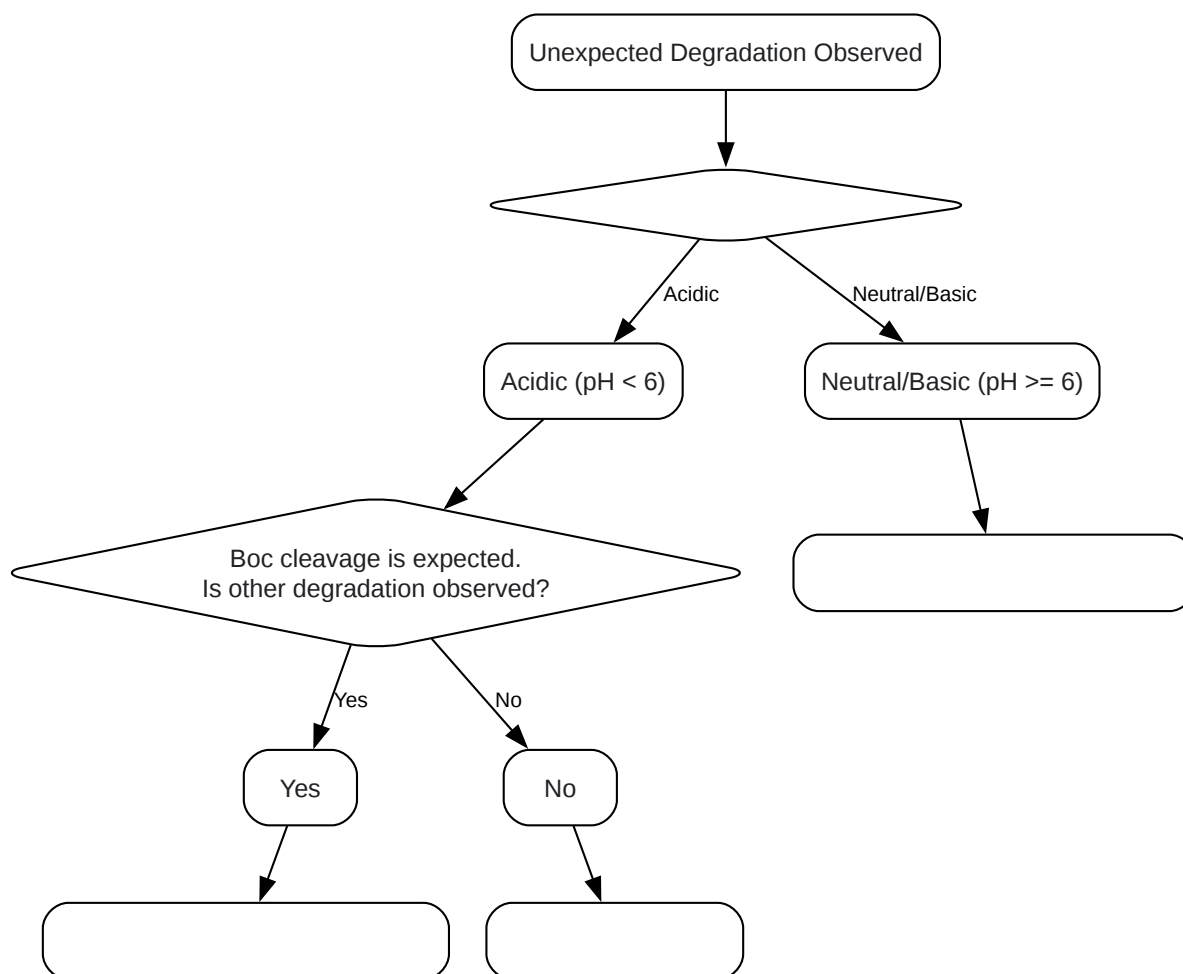 Unexpected Degradation Observed
Acidic
Neutral/Basic
Acidic (pH < 6)
Neutral/Basic (pH >= 6)
Boc cleavage is expected.
Is other degradation observed?
Yes
No
Yes
No